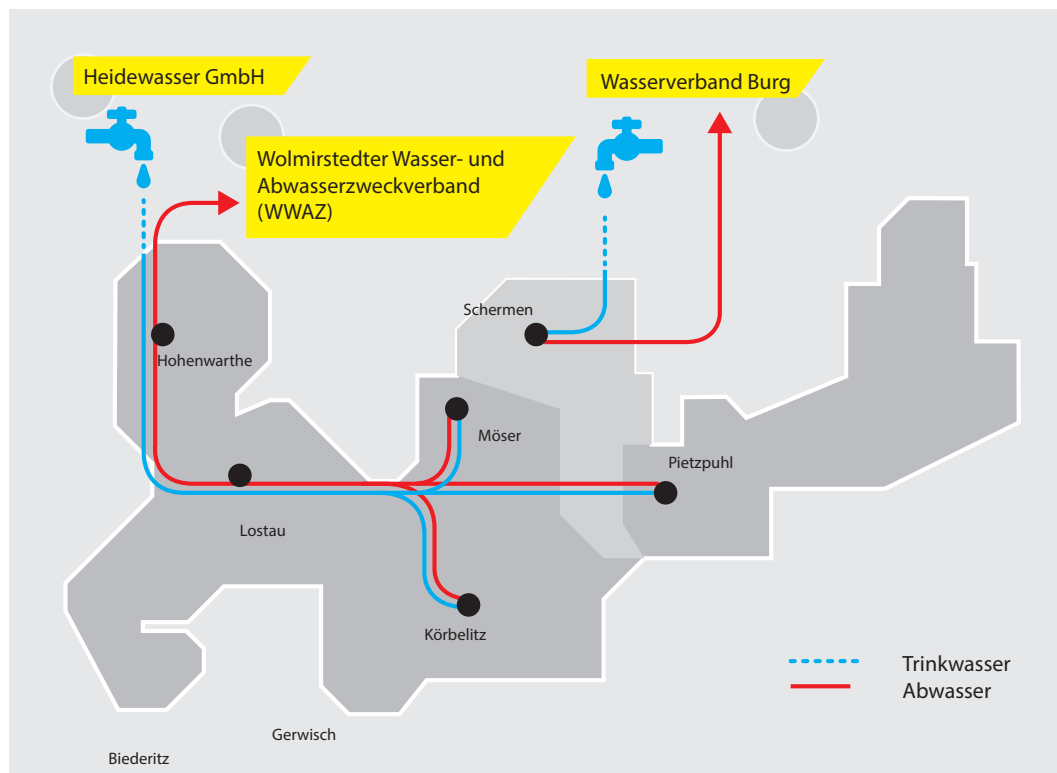 Heidewasser GmbH
Wasserverband Burg
Wolmirstedter Wasser- und
Abwasserzweckverband
(WWAZ)
Schermen
Hohenwarthe
Möser
Pietzpuhl
Lostau
Körbelitz
Trinkwasser
Abwasser
Gerwisch
Biederitz